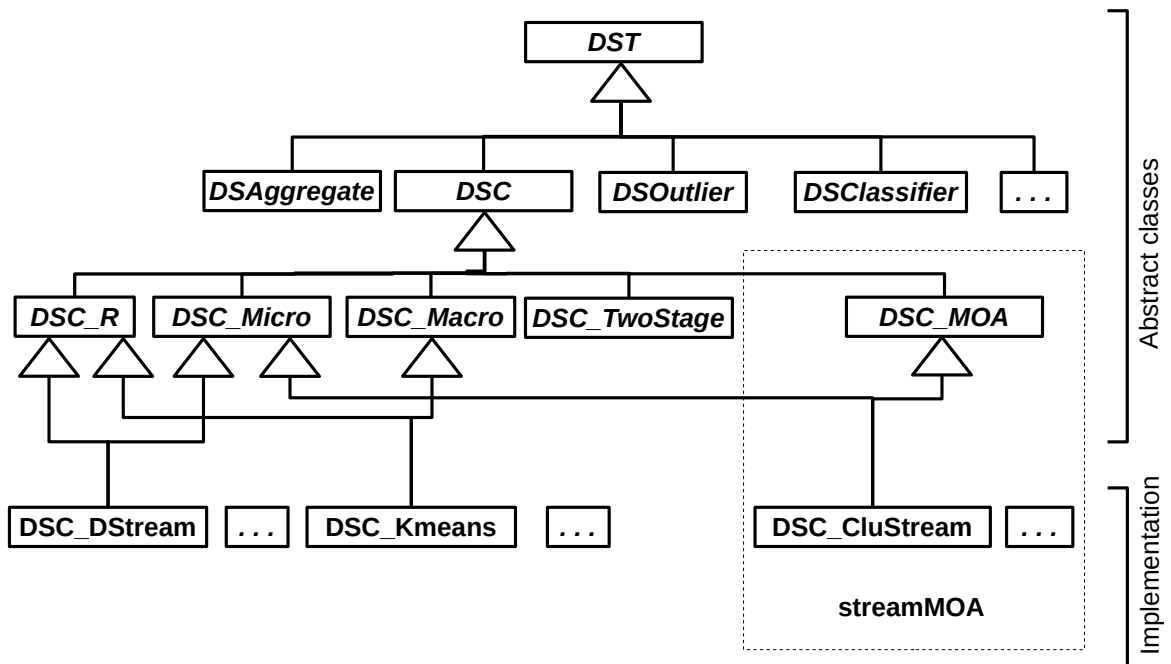 DST
DSAggregate
DSC
DSOutlier
DSClassifier
. . .
Abstract classes
DSC_R
DSC_Micro
DSC_Macro
DSC_TwoStage
DSC_MOA
DSC_DStream
. . .
DSC_Kmeans
. . .
DSC_CluStream
. . .
Implementation
streamMOA